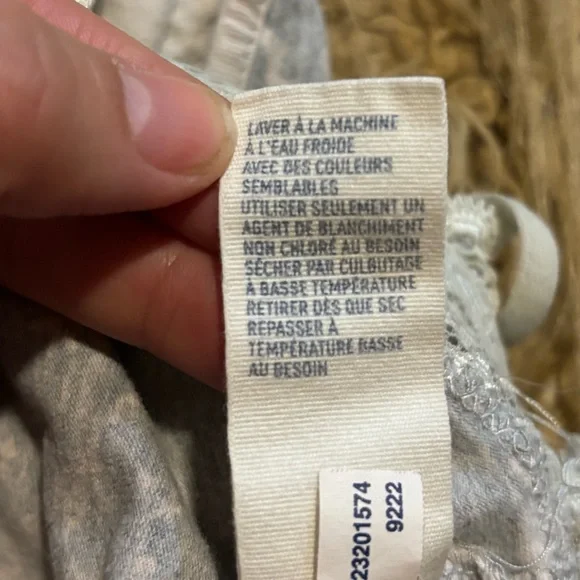 LAVER À LA MACHINE
À L'EAU FROIDE
AVEC DES COULEURS
SEMBLABLES
UTILISER SEULEMENT UN
AGENT DE BLANCHIMENT
NON CHLORÉ AU BESOIN
SÉCHER PAR CULBUTAGE
À BASSE TEMPÉRATURE
RETIRER DÈS QUE SEC
REPASSER À
TEMPÉRATURE BASSE
AU BESOIN
23201574
9222